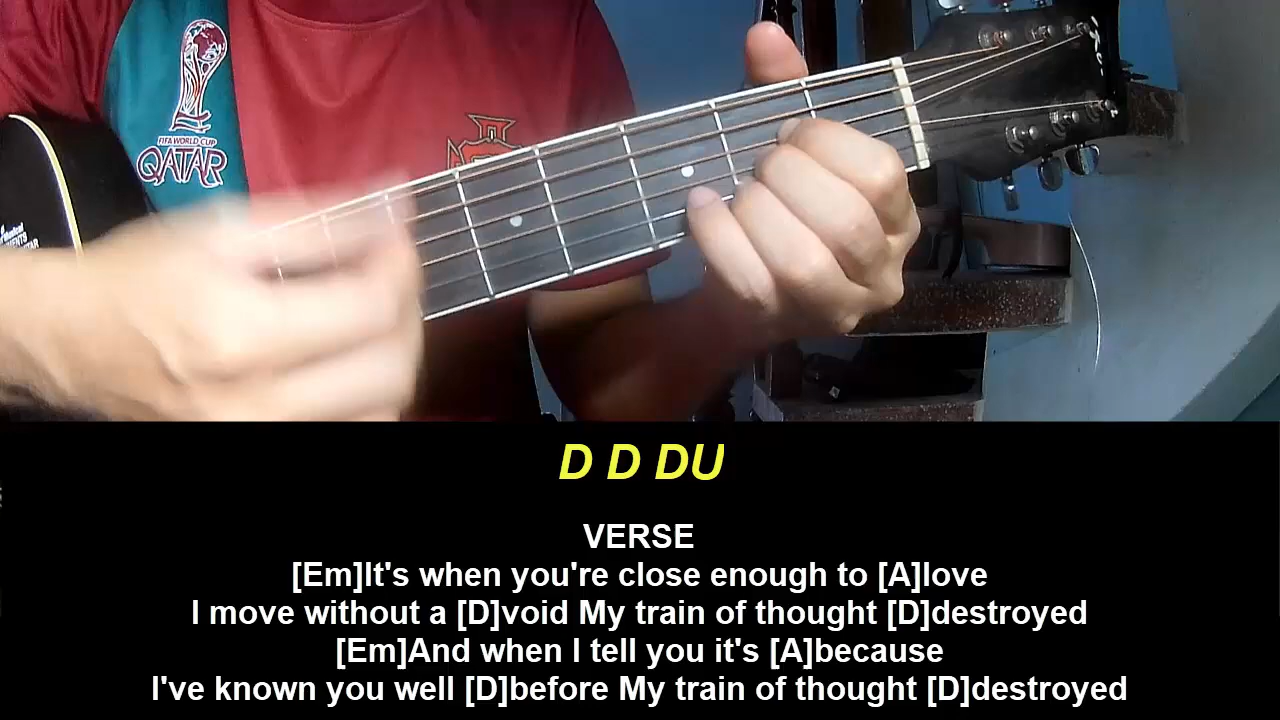 FIFA WORLD CUP
QATAR
D D DU
VERSE
[Em]It's when you're close enough to [A]love
I move without a [D]void My train of thought [D]destroyed
[Em]And when I tell you it's [A]because
I've known you well [D]before My train of thought [D]destroyed